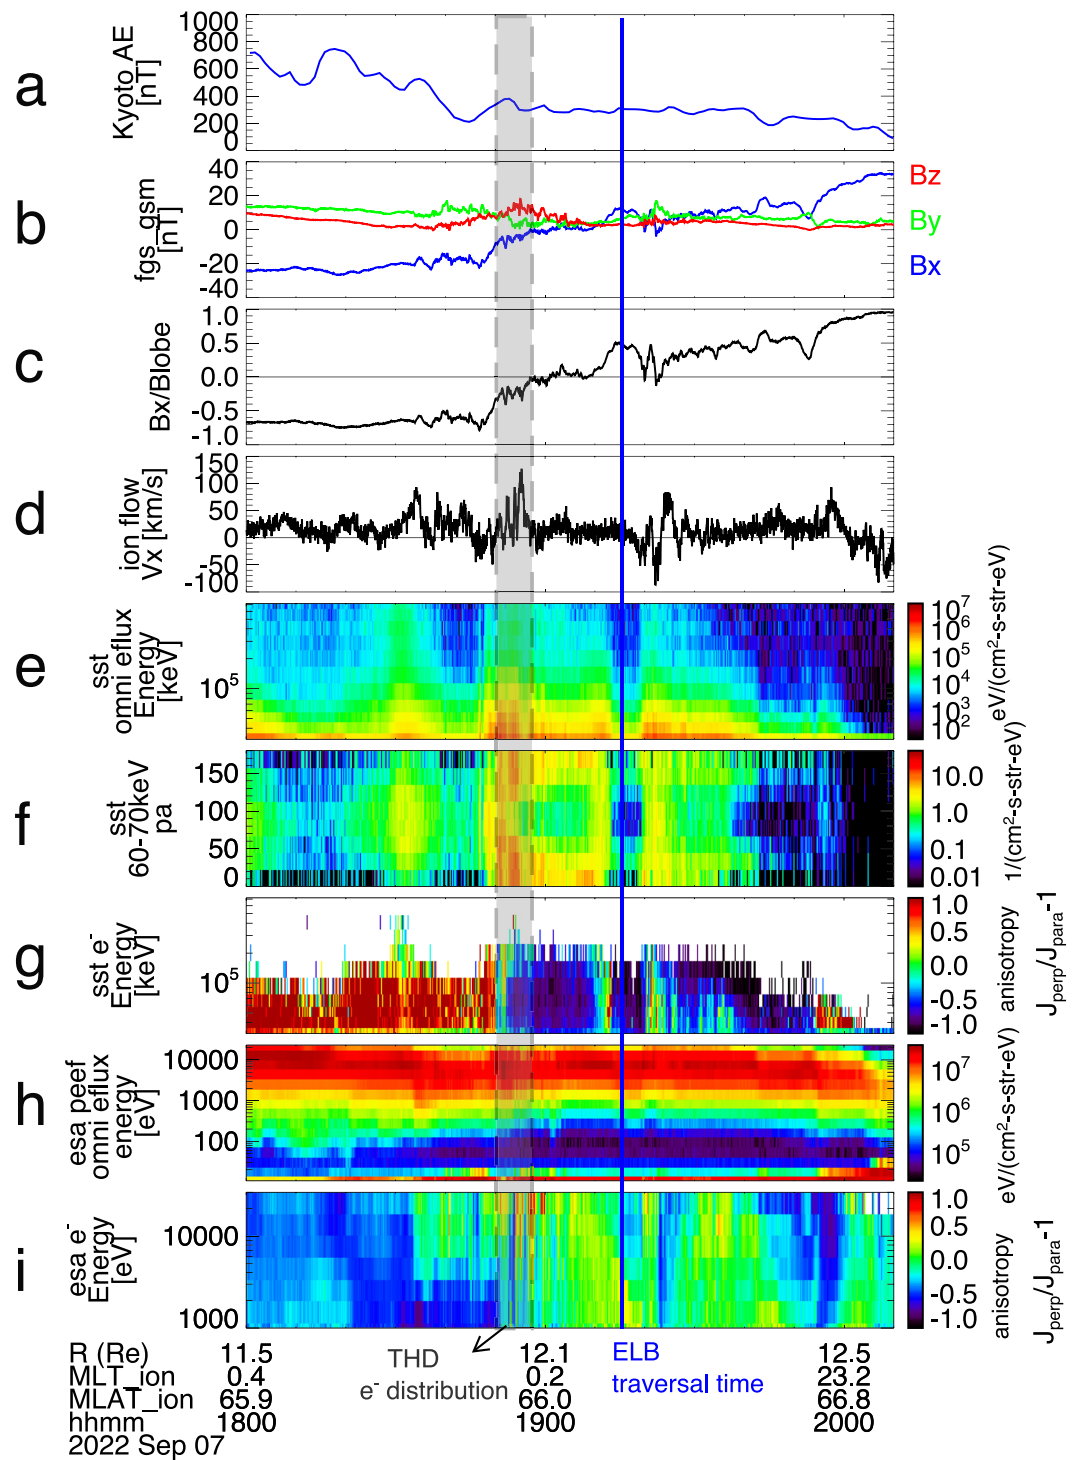 a
Kyoto AE
[nT]
1000
800
600
400
200
0
b
fgs_gsm
[nT]
40
20
0
-20
-40
Bz
By
Bx
c
Bx/Blobe
1.0
0.5
0.0
-0.5
-1.0
d
ion flow
Vx [km/s]
150
100
50
0
-50
-100
e
sst
omni eflux
Energy
[keV]
10^5
10^7
10^6
10^5
10^4
10^3
10^2
eV/(cm²-s-str-eV)
f
sst
60-70keV
pa
150
100
50
0
10.0
1.0
0.1
0.01
1/(cm²-s-str-eV)
g
sst e⁻
Energy
[keV]
10^5
1.0
0.5
0.0
-0.5
-1.0
anisotropy
J_perp/J_para-1
h
esa peef
omni eflux
energy
[eV]
10000
1000
100
10^7
10^6
10^5
eV/(cm²-s-str-eV)
i
esa e⁻
Energy
[eV]
10000
1000
1.0
0.5
0.0
-0.5
-1.0
anisotropy
J_perp/J_para-1
THD
e⁻ distribution
ELB
traversal time
R (Re) 11.5 12.1 12.5
MLT_ion 0.4 0.2 23.2
MLAT_ion 65.9 66.0 66.8
hhmm 1800 1900 2000
2022 Sep 07